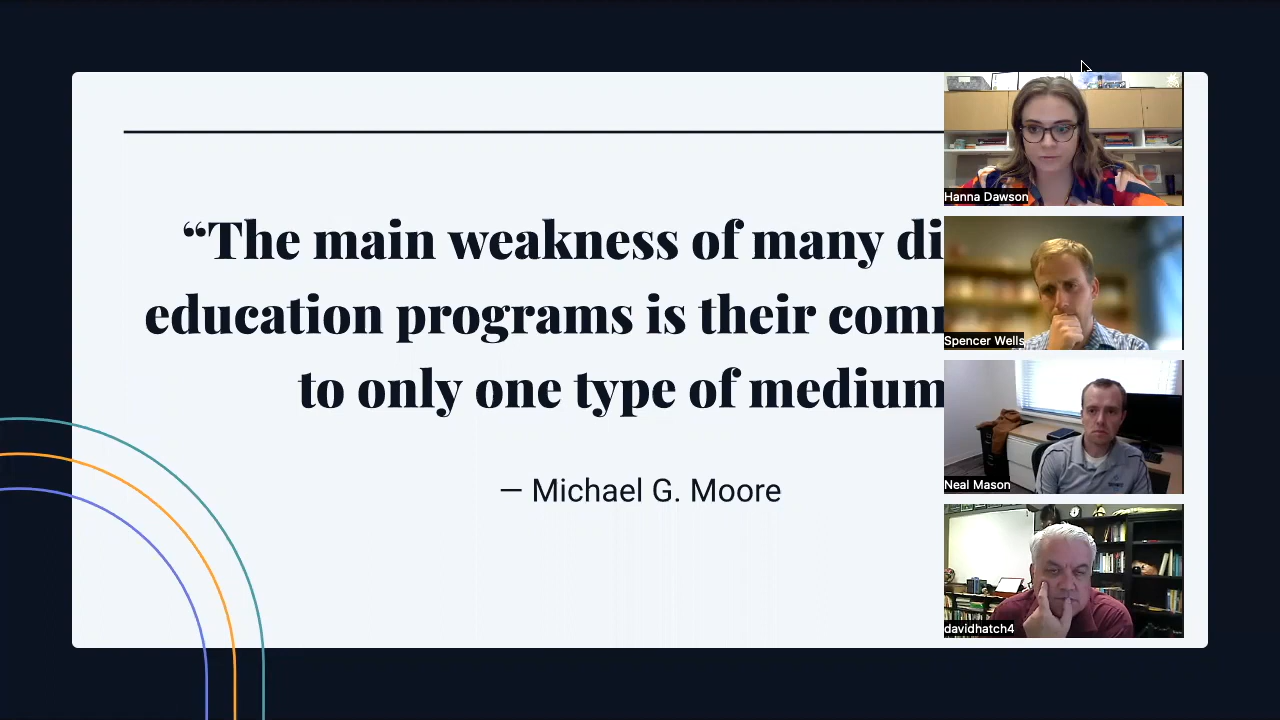 “The main weakness of many di
education programs is their com
to only one type of medium
— Michael G. Moore
Hanna Dawson
Spencer Wells
Neal Mason
davidhatch4